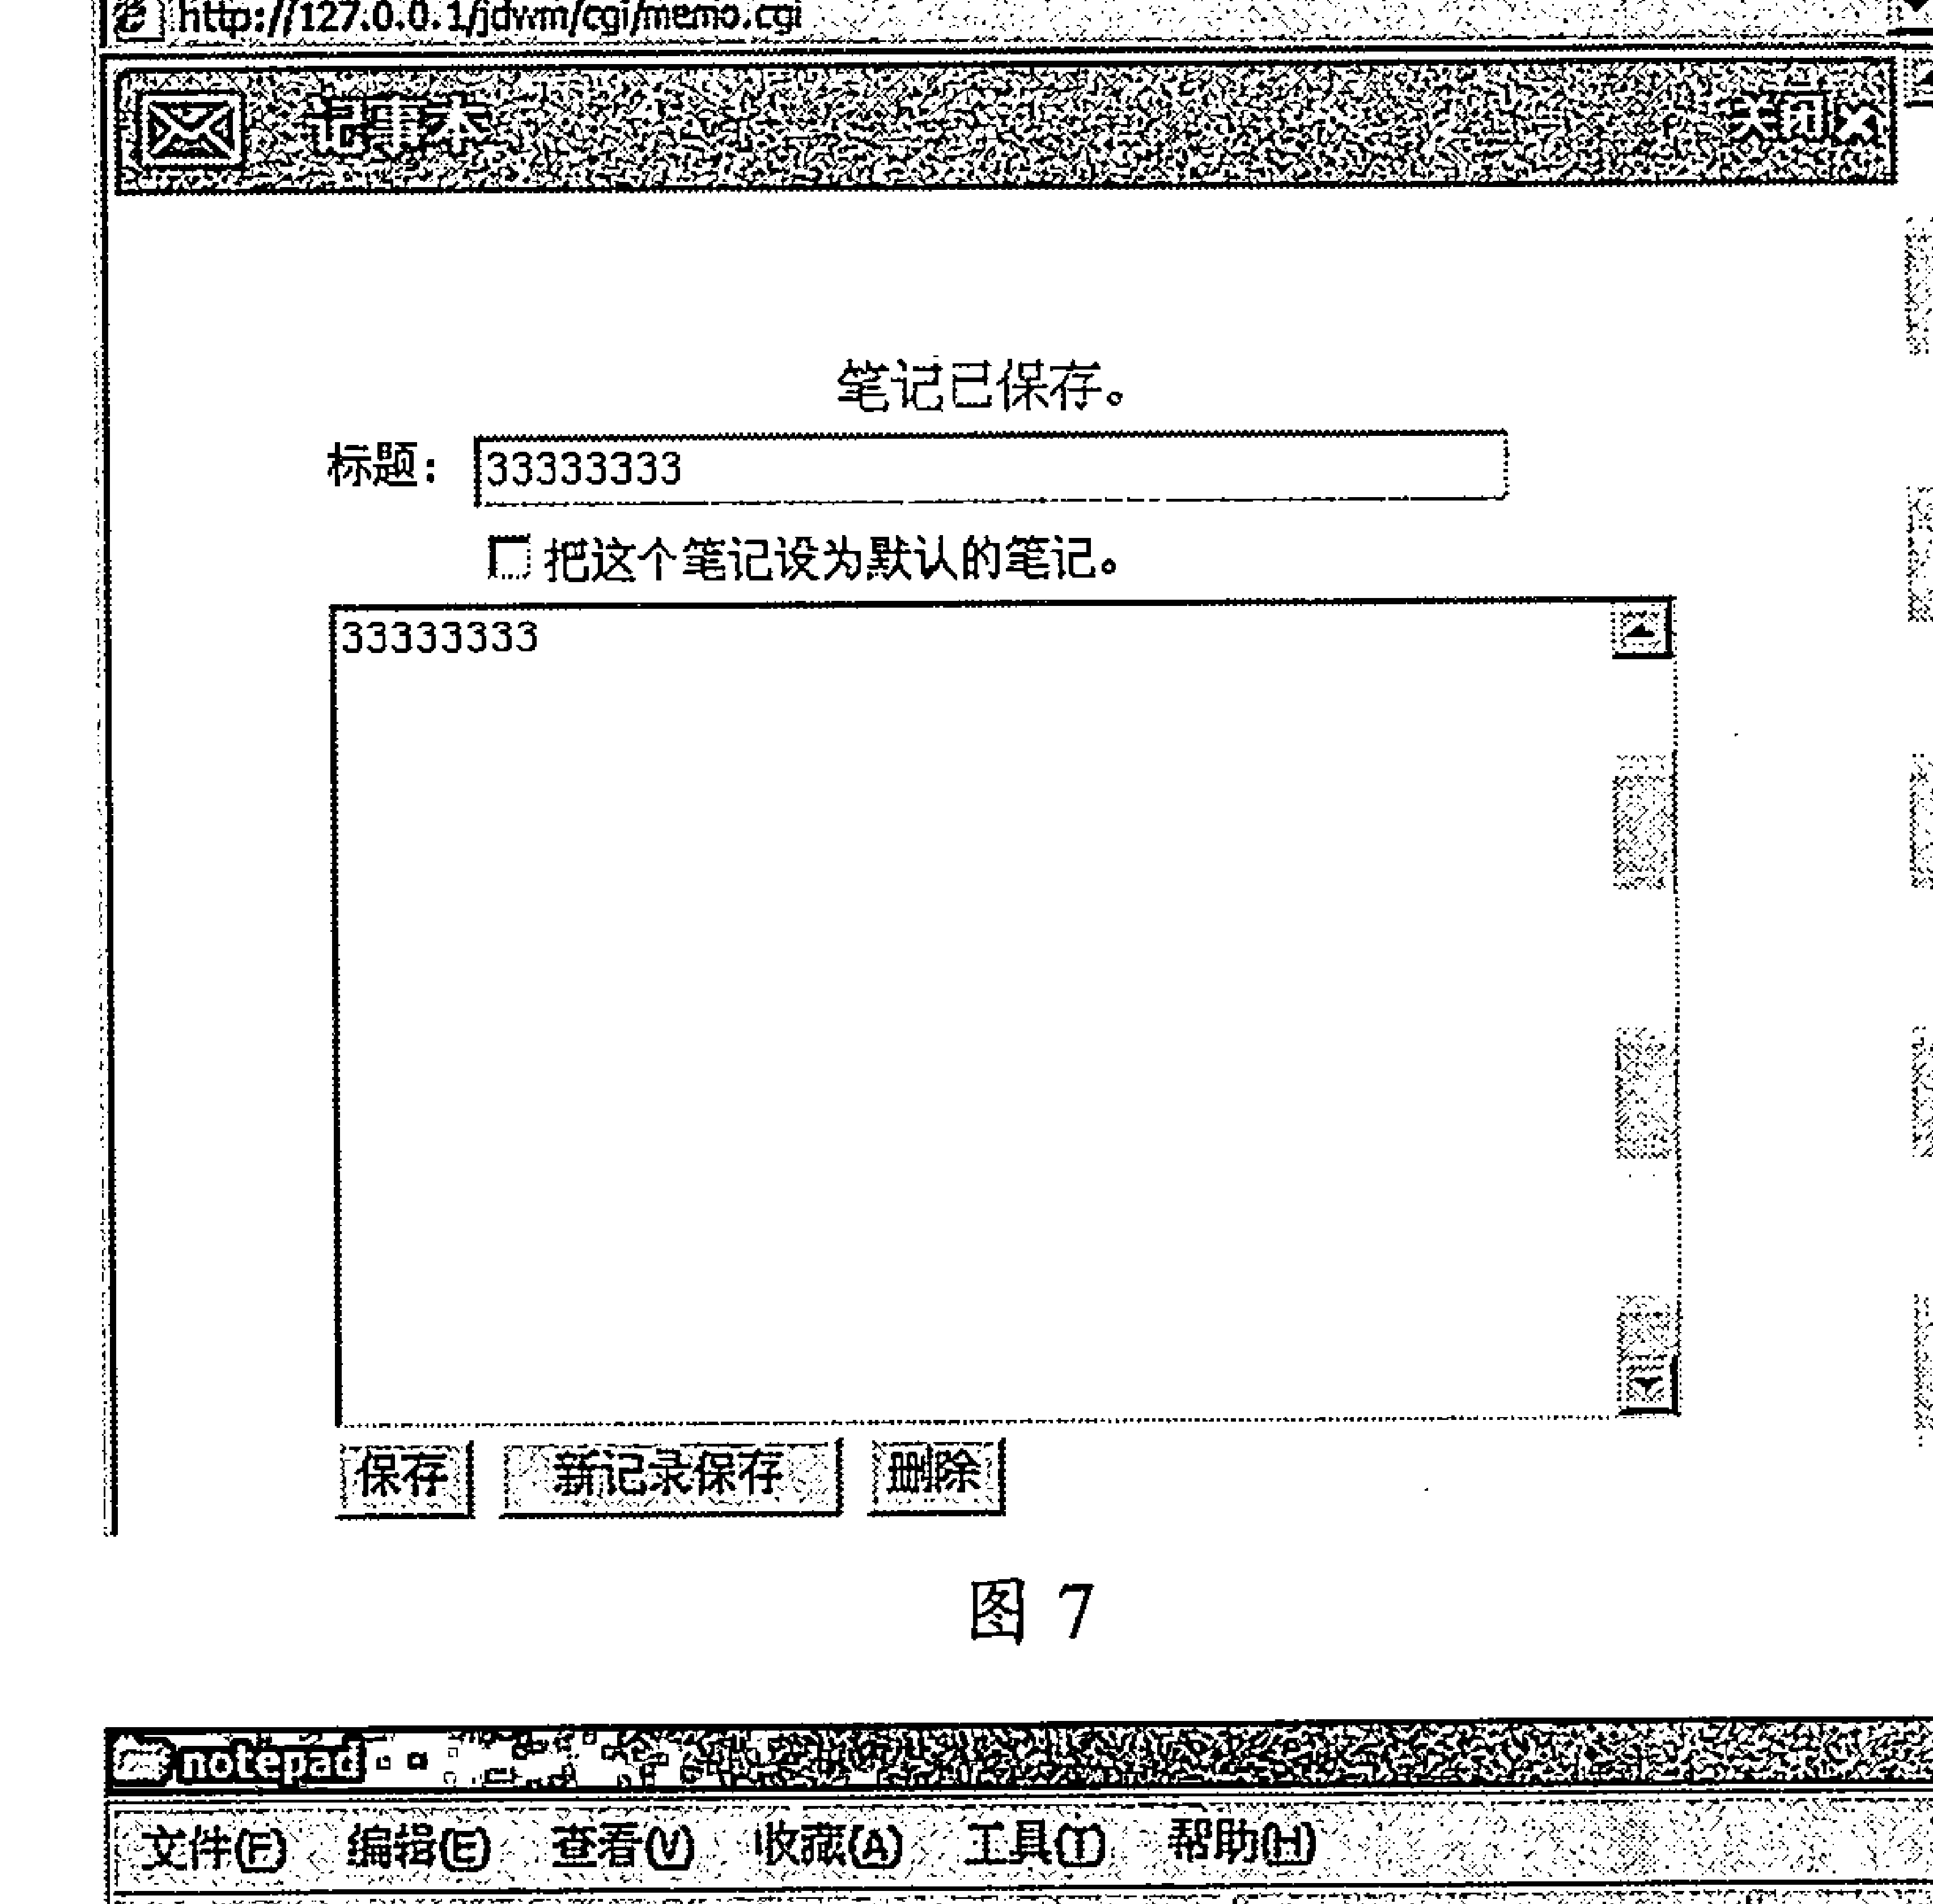 http://127.0.0.1/jdwm/cgi/memo.cgi
记事本 关闭×
笔记已保存。
标题: 33333333
把这个笔记设为默认的笔记。
33333333
保存 新记录保存 删除
图 7
notepad
文件(F) 编辑(E) 查看(V) 收藏(A) 工具(T) 帮助(H)